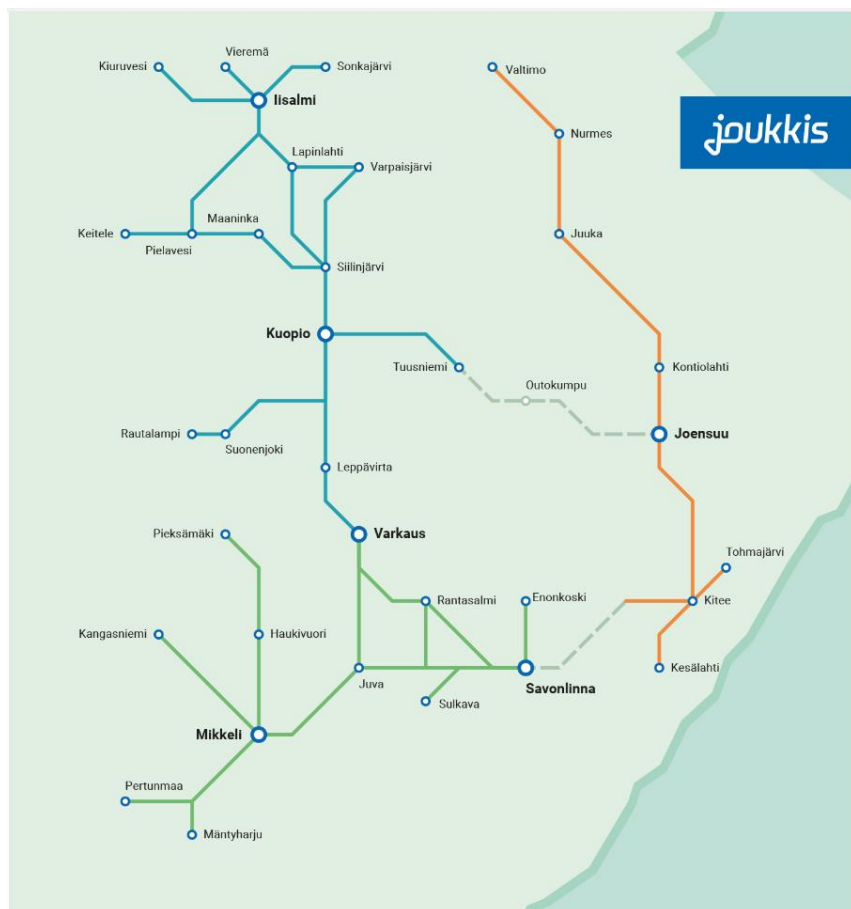 Vieremä
Kiuruvesi
Sonkajärvi
Valtimo
Iisalmi
joukkis
Nurmes
Lapinlahti
Varpaisjärvi
Maaninka
Keitele
Juuka
Pielavesi
Siilinjärvi
Kuopio
Tuusniemi
Kontiolahti
Outokumpu
Rautalampi
Joensuu
Suonenjoki
Leppävirta
Pieksämäki
Varkaus
Tohmajärvi
Rantasalmi
Enonkoski
Kitee
Kangasniemi
Haukivuori
Juva
Kesälahti
Savonlinna
Sulkava
Mikkeli
Pertunmaa
Mäntyharju